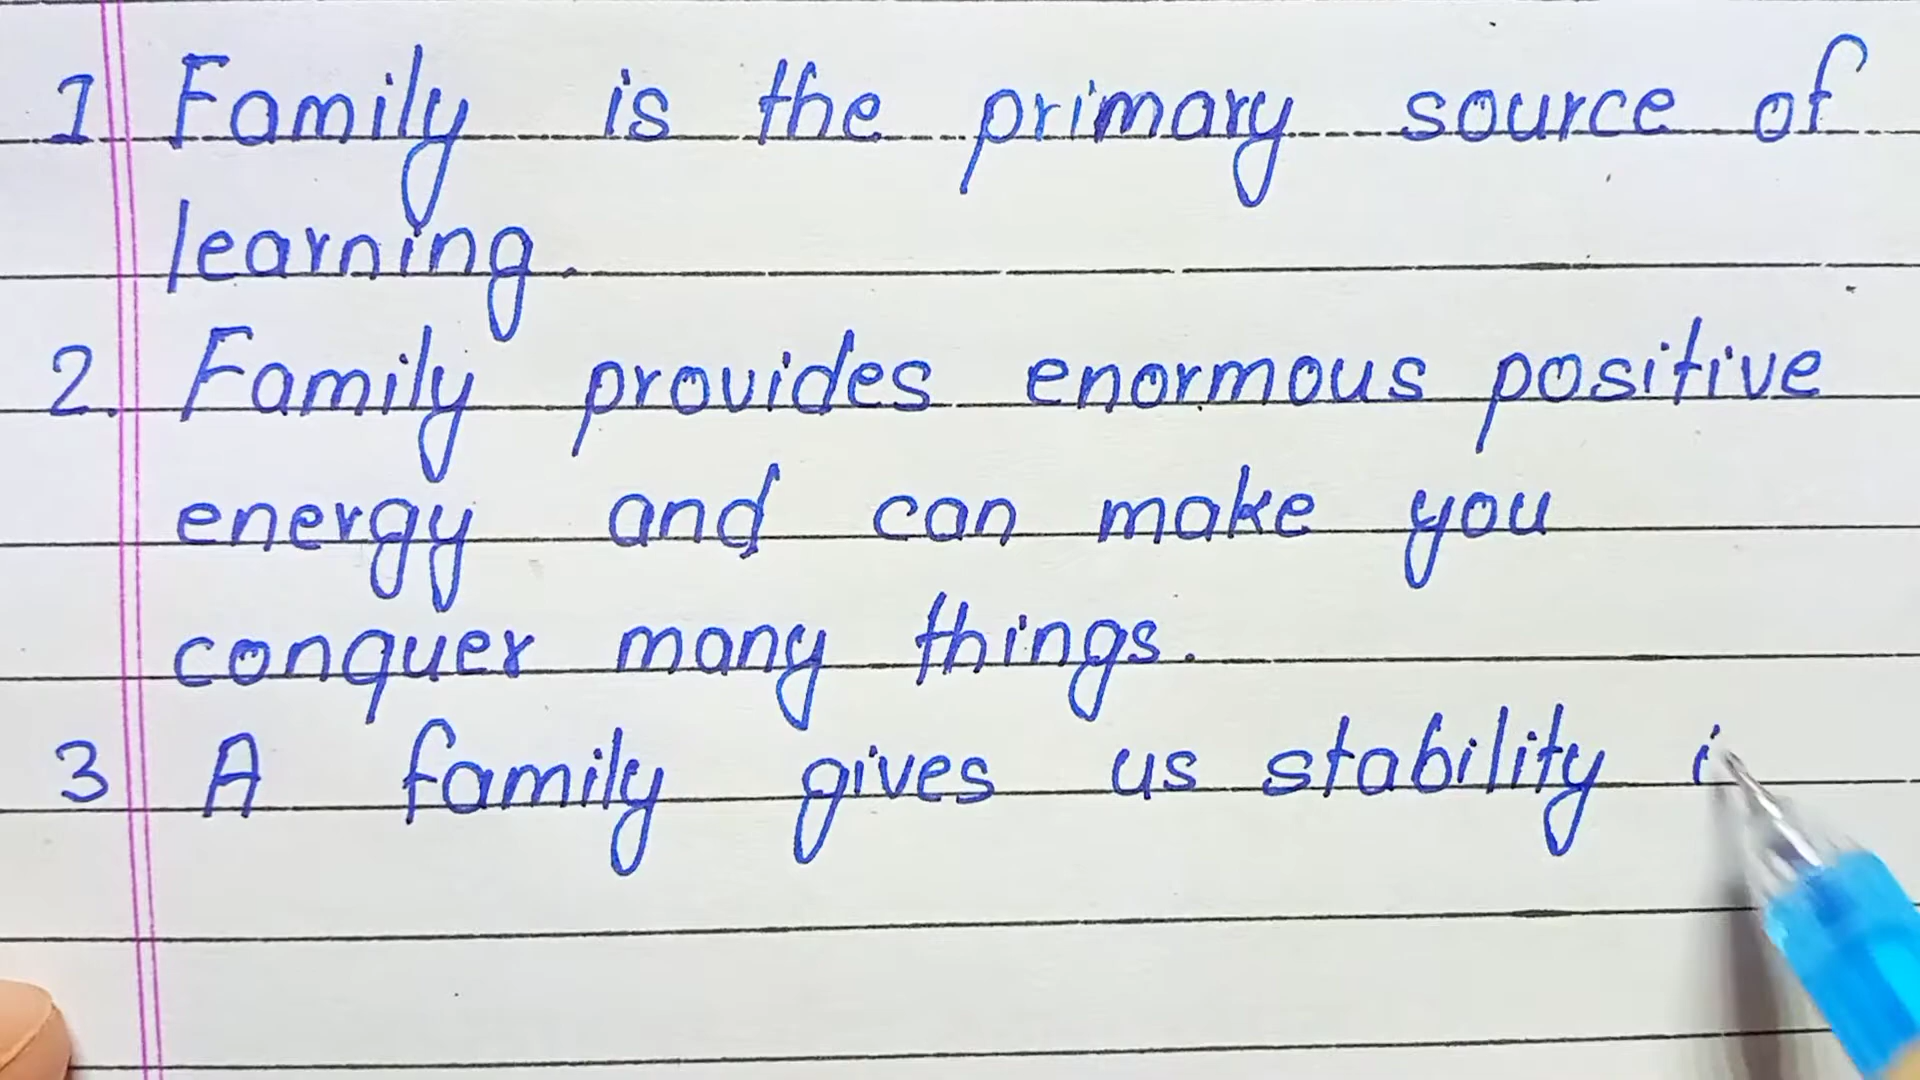 1 Family is the primary source of
learning.
2. Family provides enormous positive
energy and can make you
conquer many things.
3 A family gives us stability i